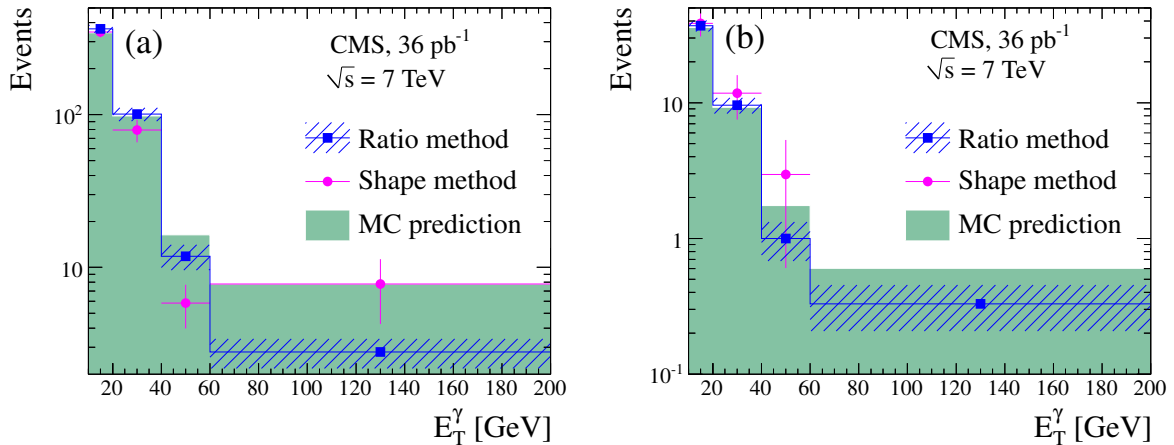 Events
(a)
CMS, 36 pb-1
√s = 7 TeV
Ratio method
Shape method
MC prediction
10²
10
20 40 60 80 100 120 140 160 180 200
E_T^γ [GeV]
Events
(b)
CMS, 36 pb-1
√s = 7 TeV
Ratio method
Shape method
MC prediction
10
1
10-1
20 40 60 80 100 120 140 160 180 200
E_T^γ [GeV]